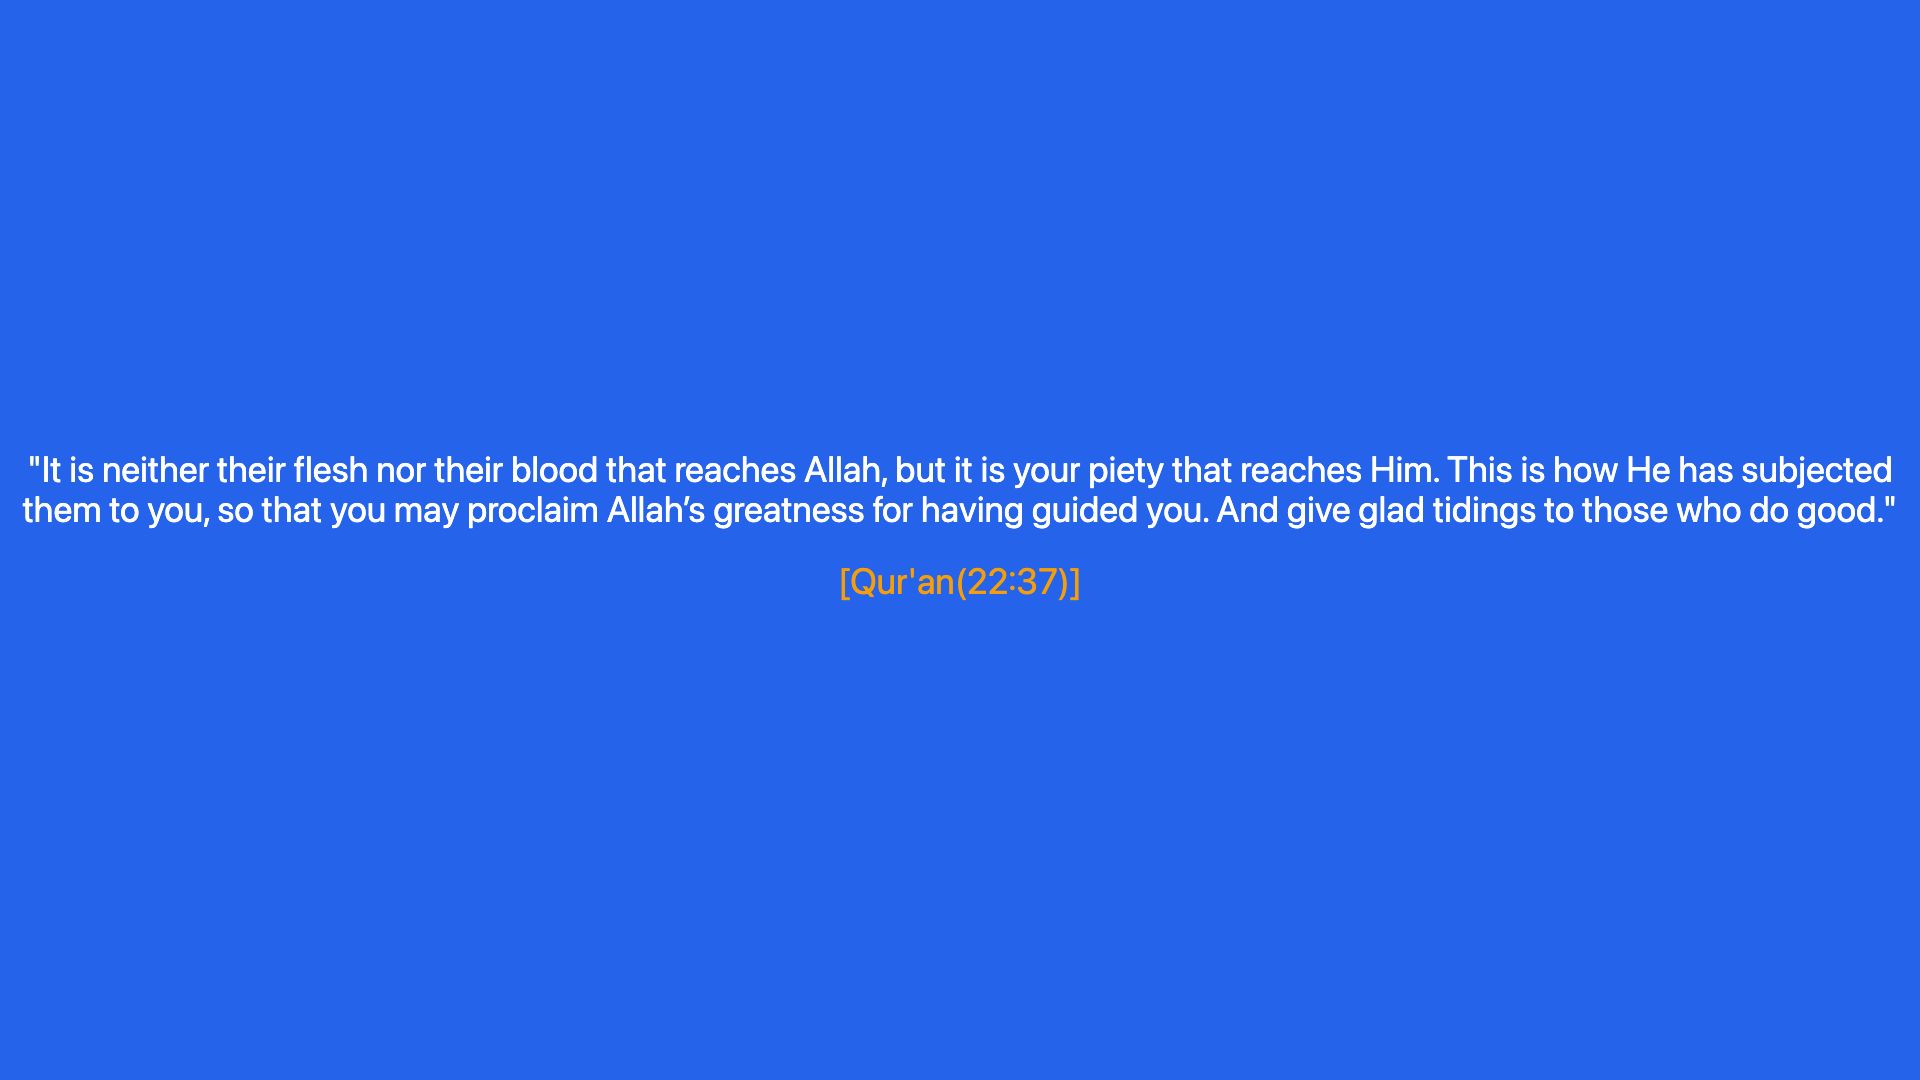 "It is neither their flesh nor their blood that reaches Allah, but it is your piety that reaches Him. This is how He has subjected
them to you, so that you may proclaim Allah’s greatness for having guided you. And give glad tidings to those who do good."
[Qur'an(22:37)]